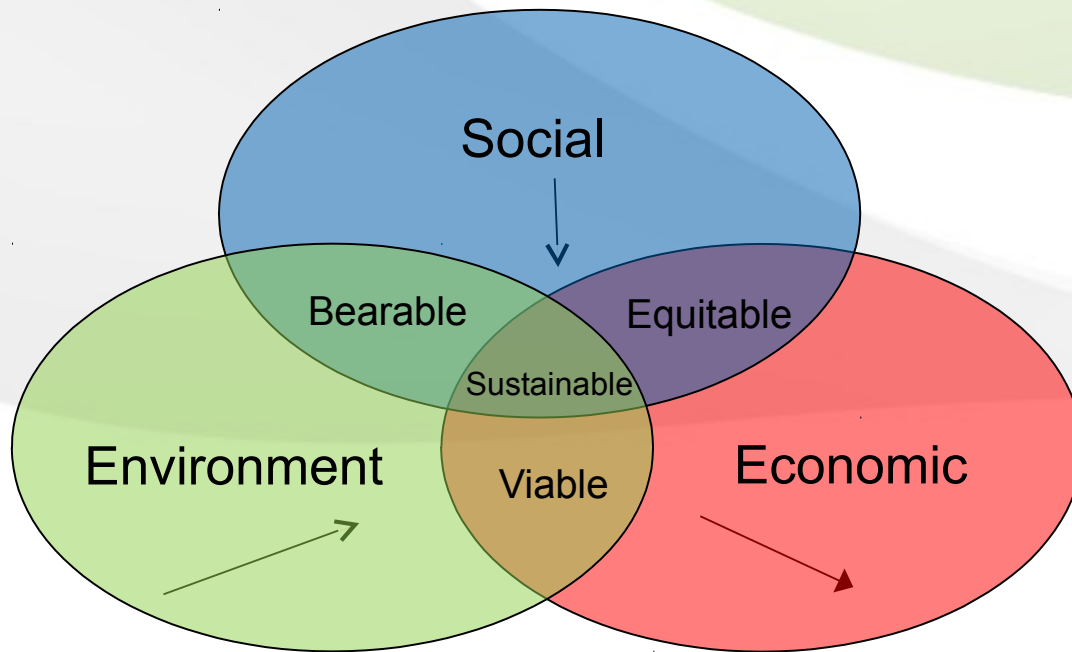 Social
Bearable
Equitable
Sustainable
Environment
Viable
Economic